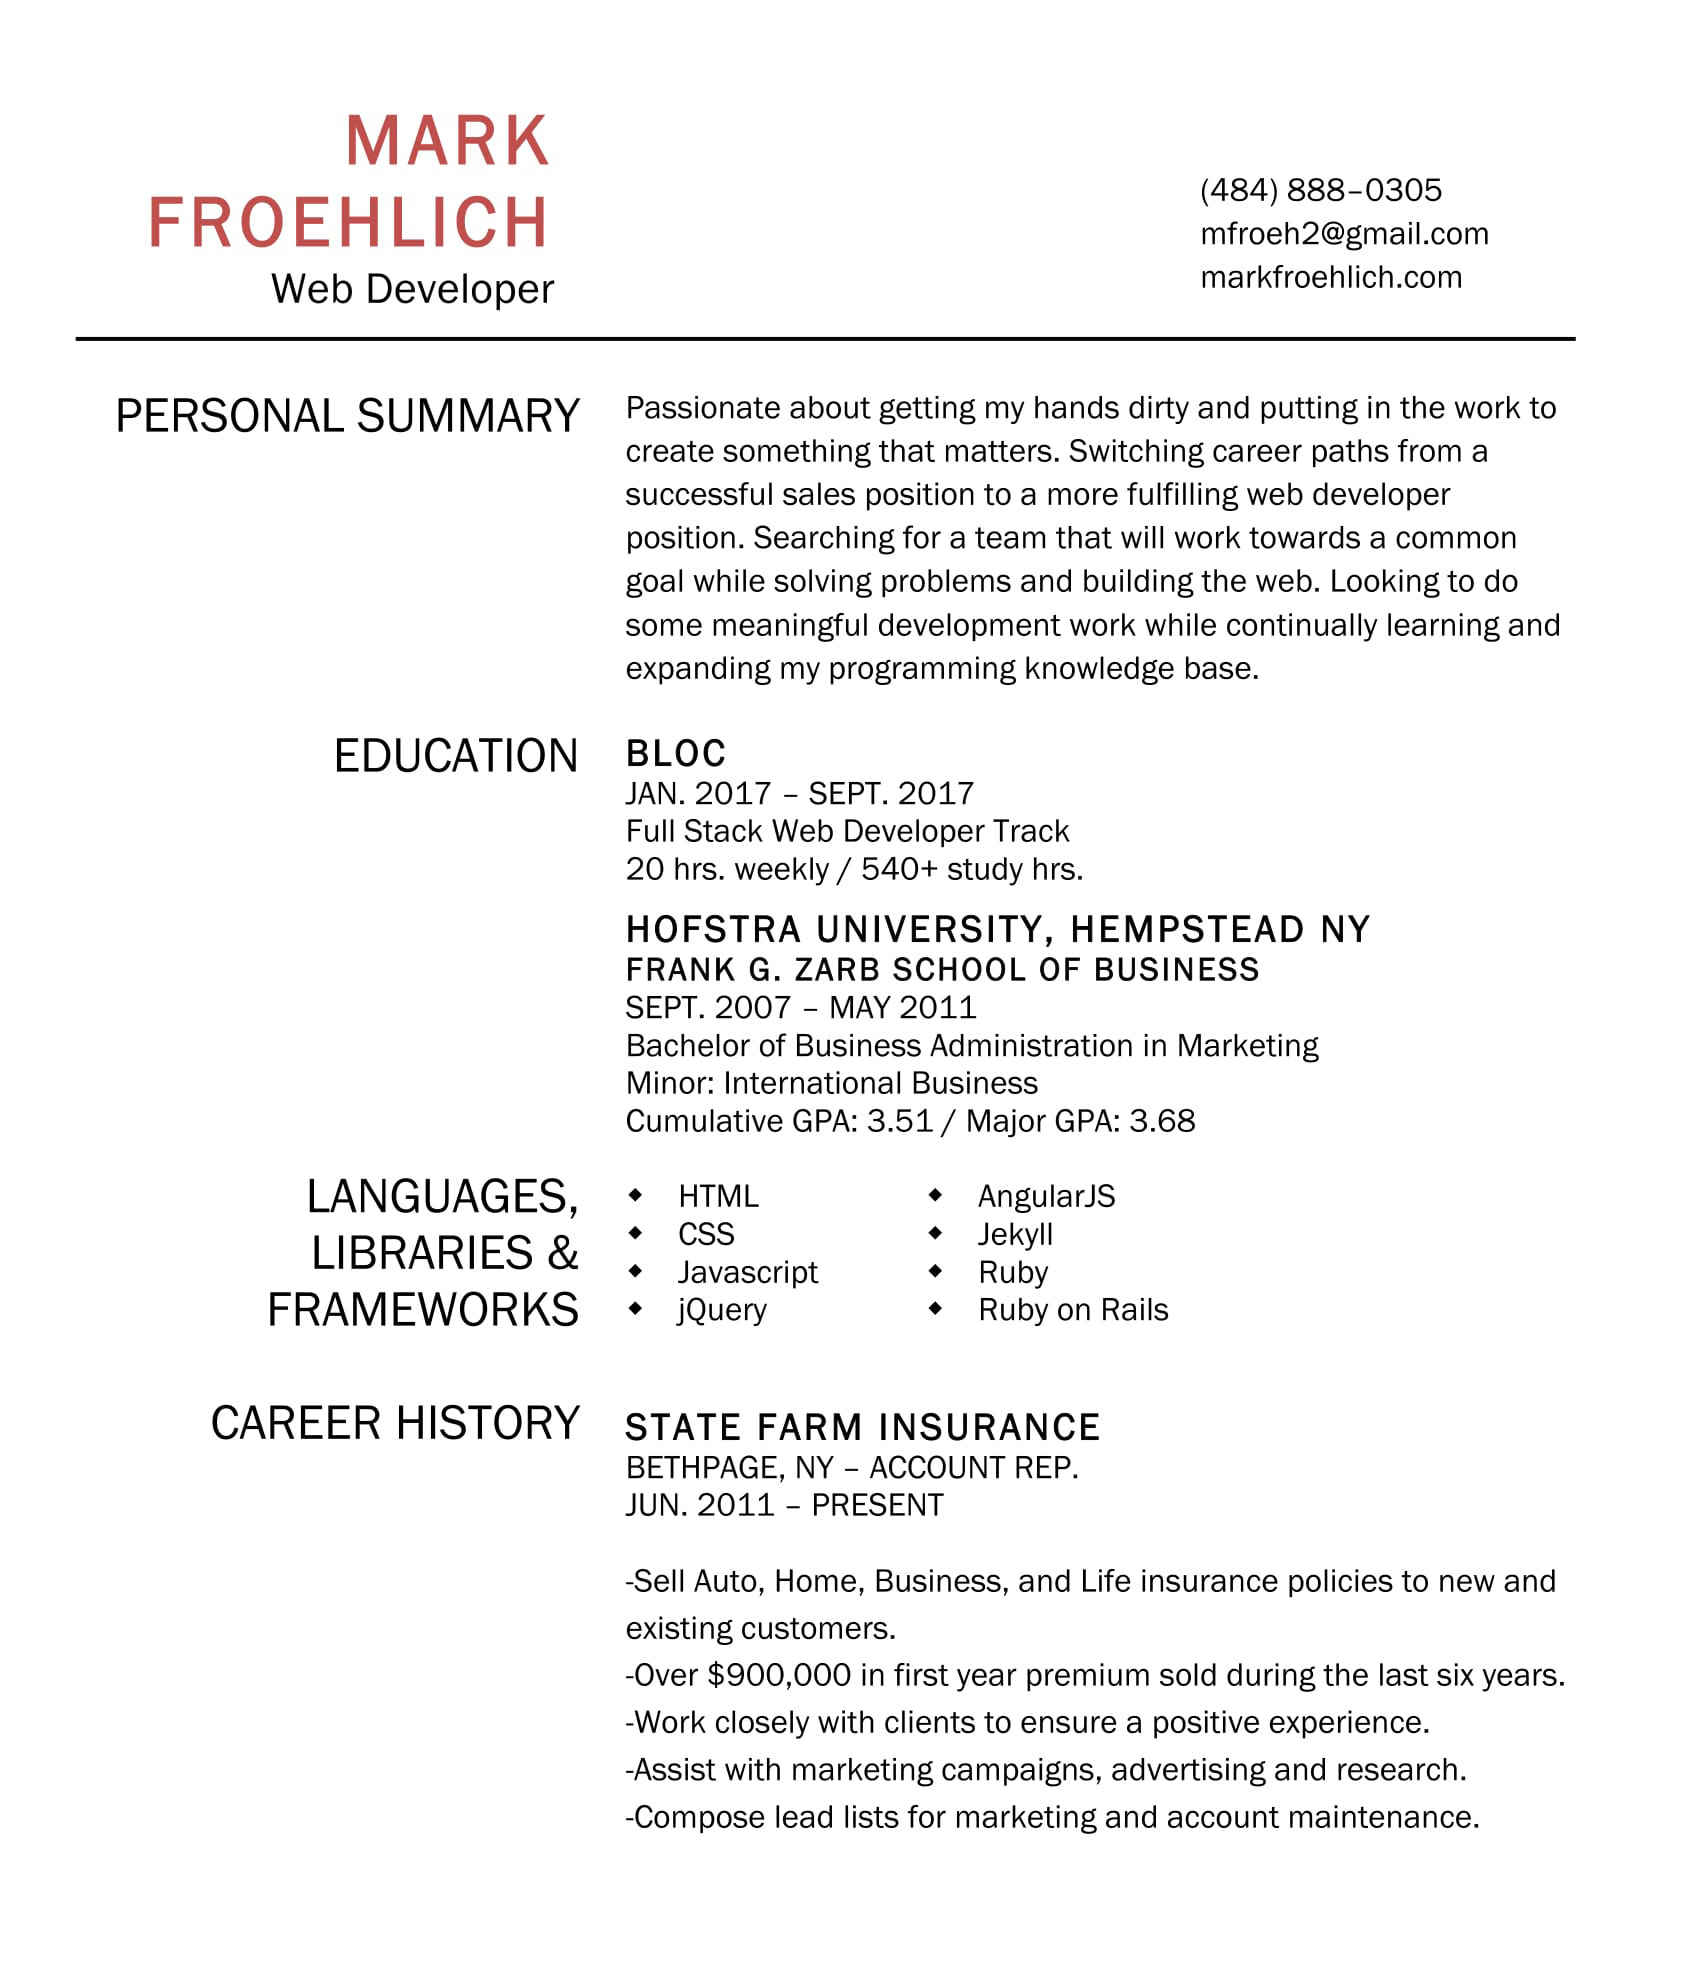 MARK
FROEHLICH
Web Developer
(484) 888–0305
mfroeh2@gmail.com
markfroehlich.com
PERSONAL SUMMARY
Passionate about getting my hands dirty and putting in the work to
create something that matters. Switching career paths from a
successful sales position to a more fulfilling web developer
position. Searching for a team that will work towards a common
goal while solving problems and building the web. Looking to do
some meaningful development work while continually learning and
expanding my programming knowledge base.
EDUCATION
BLOC
JAN. 2017 – SEPT. 2017
Full Stack Web Developer Track
20 hrs. weekly / 540+ study hrs.
HOFSTRA UNIVERSITY, HEMPSTEAD NY
FRANK G. ZARB SCHOOL OF BUSINESS
SEPT. 2007 – MAY 2011
Bachelor of Business Administration in Marketing
Minor: International Business
Cumulative GPA: 3.51 / Major GPA: 3.68
LANGUAGES,
LIBRARIES &
FRAMEWORKS
◆ HTML
◆ CSS
◆ Javascript
◆ jQuery
◆ AngularJS
◆ Jekyll
◆ Ruby
◆ Ruby on Rails
CAREER HISTORY
STATE FARM INSURANCE
BETHPAGE, NY – ACCOUNT REP.
JUN. 2011 – PRESENT
-Sell Auto, Home, Business, and Life insurance policies to new and
existing customers.
-Over $900,000 in first year premium sold during the last six years.
-Work closely with clients to ensure a positive experience.
-Assist with marketing campaigns, advertising and research.
-Compose lead lists for marketing and account maintenance.